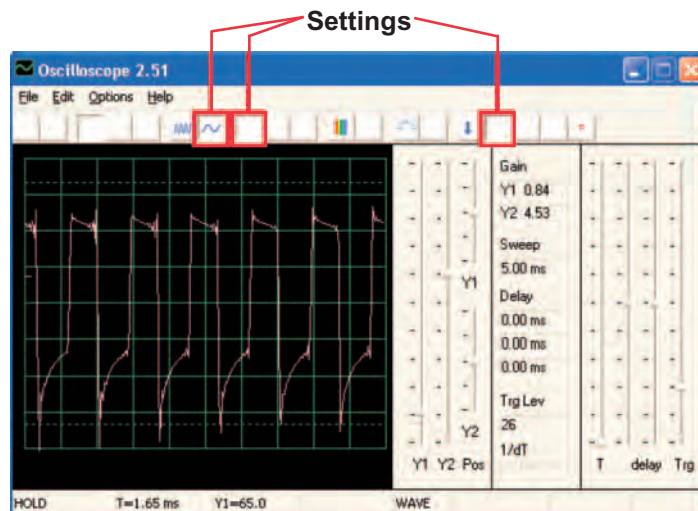 Settings
Oscilloscope 2.51
File Edit Options Help
Gain
Y1 0.84
Y2 4.53
Sweep
5.00 ms
Delay
0.00 ms
0.00 ms
0.00 ms
Trg Lev
26
1/dT
Y1
Y2
Y1 Y2 Pos
T delay Trg
HOLD T=1.65 ms Y1=65.0 WAVE